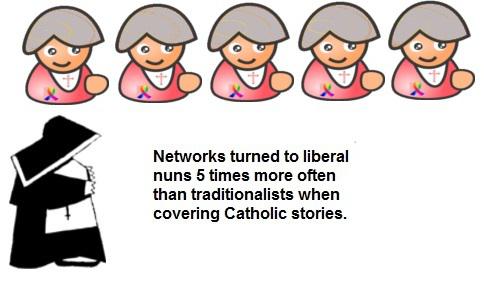 Networks turned to liberal
nuns 5 times more often
than traditionalists when
covering Catholic stories.